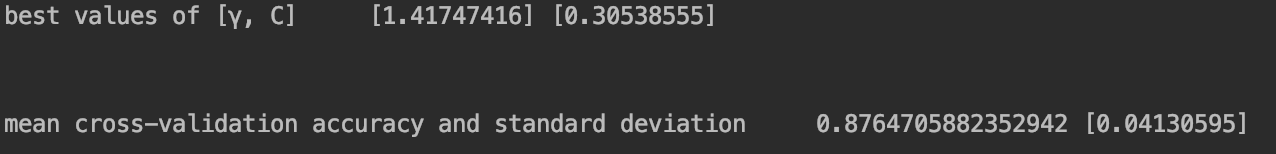 best values of [γ, C]     [1.41747416] [0.30538555]
mean cross-validation accuracy and standard deviation     0.8764705882352942 [0.04130595]